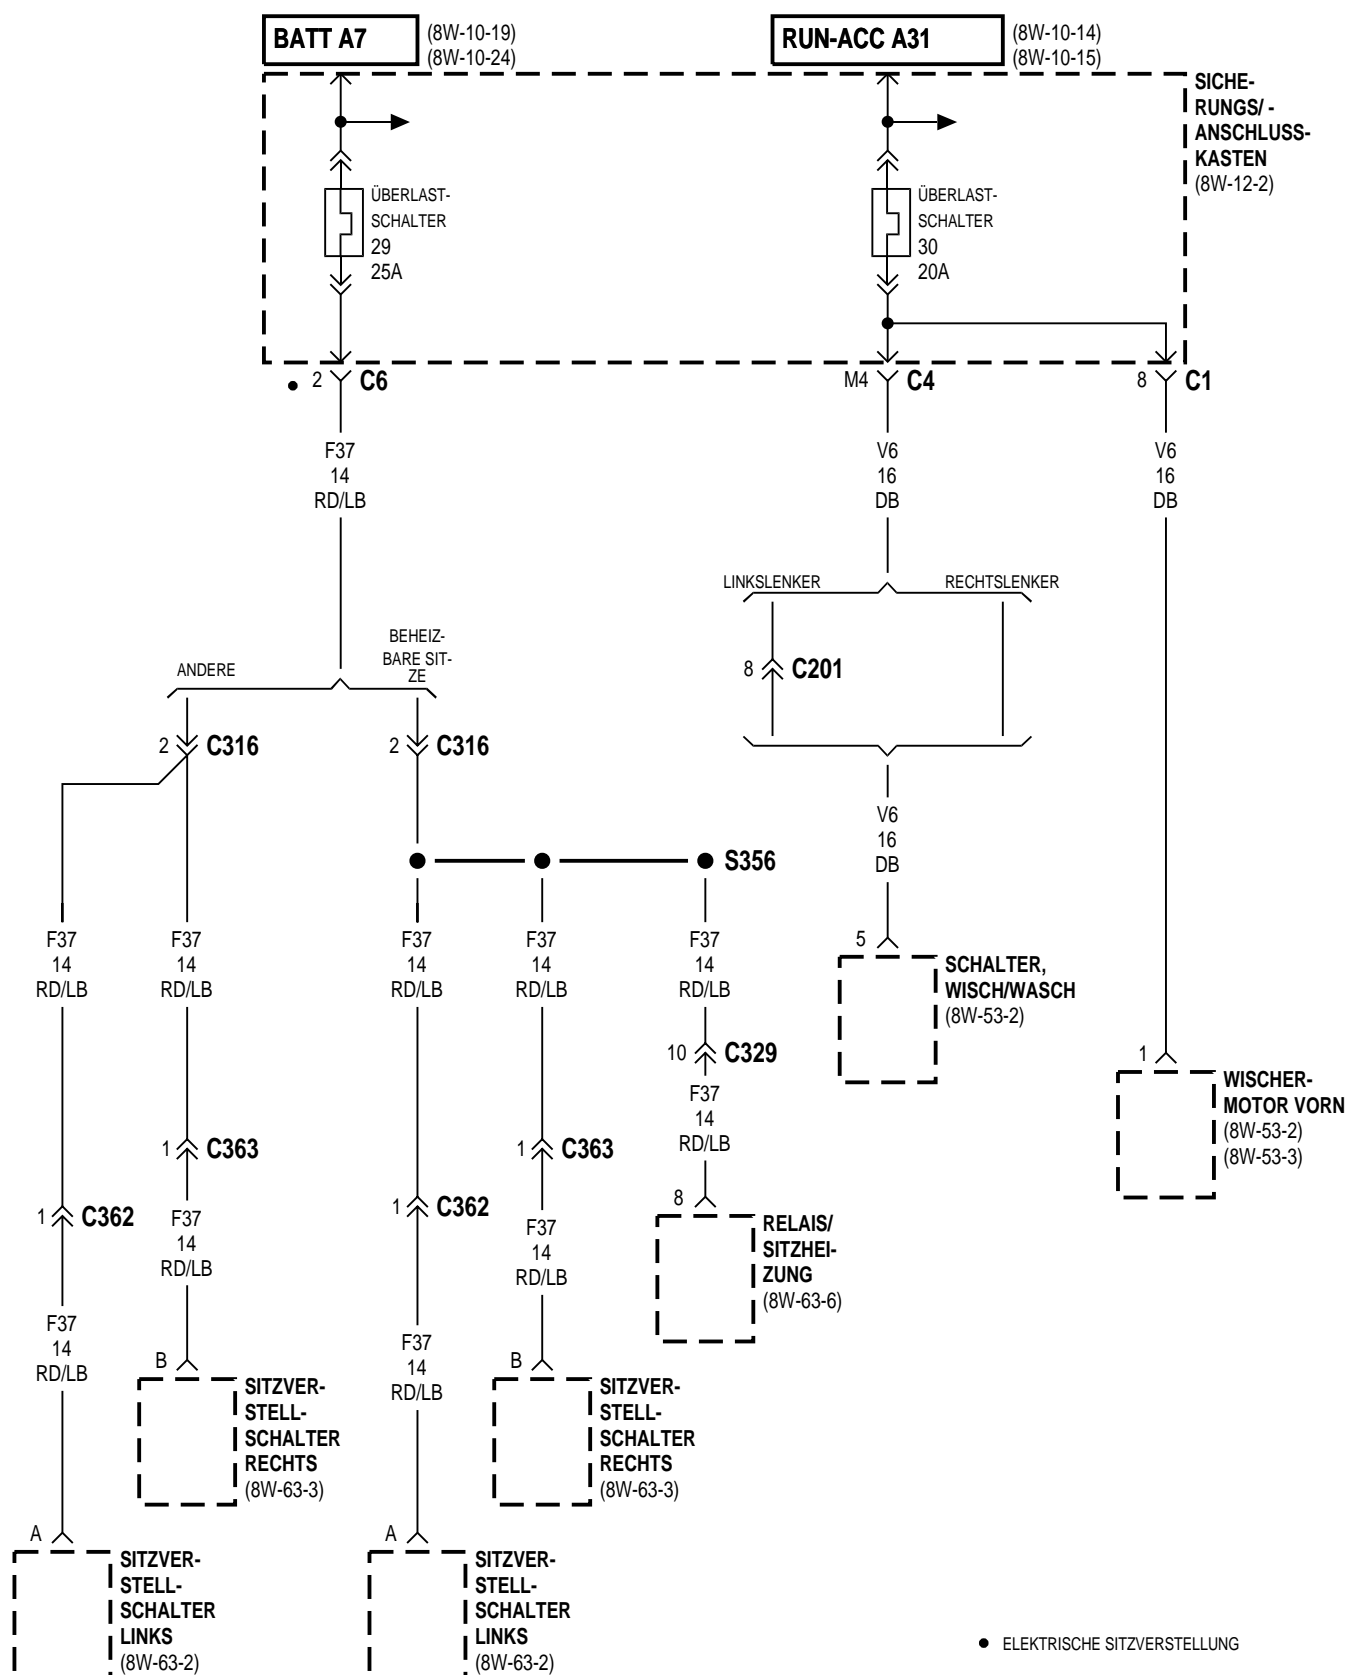 BATT A7
(8W-10-19)
(8W-10-24)
RUN-ACC A31
(8W-10-14)
(8W-10-15)
SICHE-
RUNGS/ -
ANSCHLUSS-
KASTEN
(8W-12-2)
ÜBERLAST-
SCHALTER
29
25A
ÜBERLAST-
SCHALTER
30
20A
2 C6
M4 C4
8 C1
F37
14
RD/LB
V6
16
DB
V6
16
DB
LINKSLENKER
RECHTSLENKER
ANDERE
BEHEIZ-
BARE SIT-
ZE
8 C201
2 C316
2 C316
V6
16
DB
S356
F37
14
RD/LB
F37
14
RD/LB
F37
14
RD/LB
F37
14
RD/LB
F37
14
RD/LB
5
SCHALTER,
WISCH/WASCH
(8W-53-2)
10 C329
F37
14
RD/LB
1
WISCHER-
MOTOR VORN
(8W-53-2)
(8W-53-3)
1 C363
1 C363
1 C362
1 C362
8
RELAIS/
SITZHEI-
ZUNG
(8W-63-6)
F37
14
RD/LB
F37
14
RD/LB
F37
14
RD/LB
F37
14
RD/LB
B
SITZVER-
STELL-
SCHALTER
RECHTS
(8W-63-3)
B
SITZVER-
STELL-
SCHALTER
RECHTS
(8W-63-3)
A
SITZVER-
STELL-
SCHALTER
LINKS
(8W-63-2)
A
SITZVER-
STELL-
SCHALTER
LINKS
(8W-63-2)
● ELEKTRISCHE SITZVERSTELLUNG